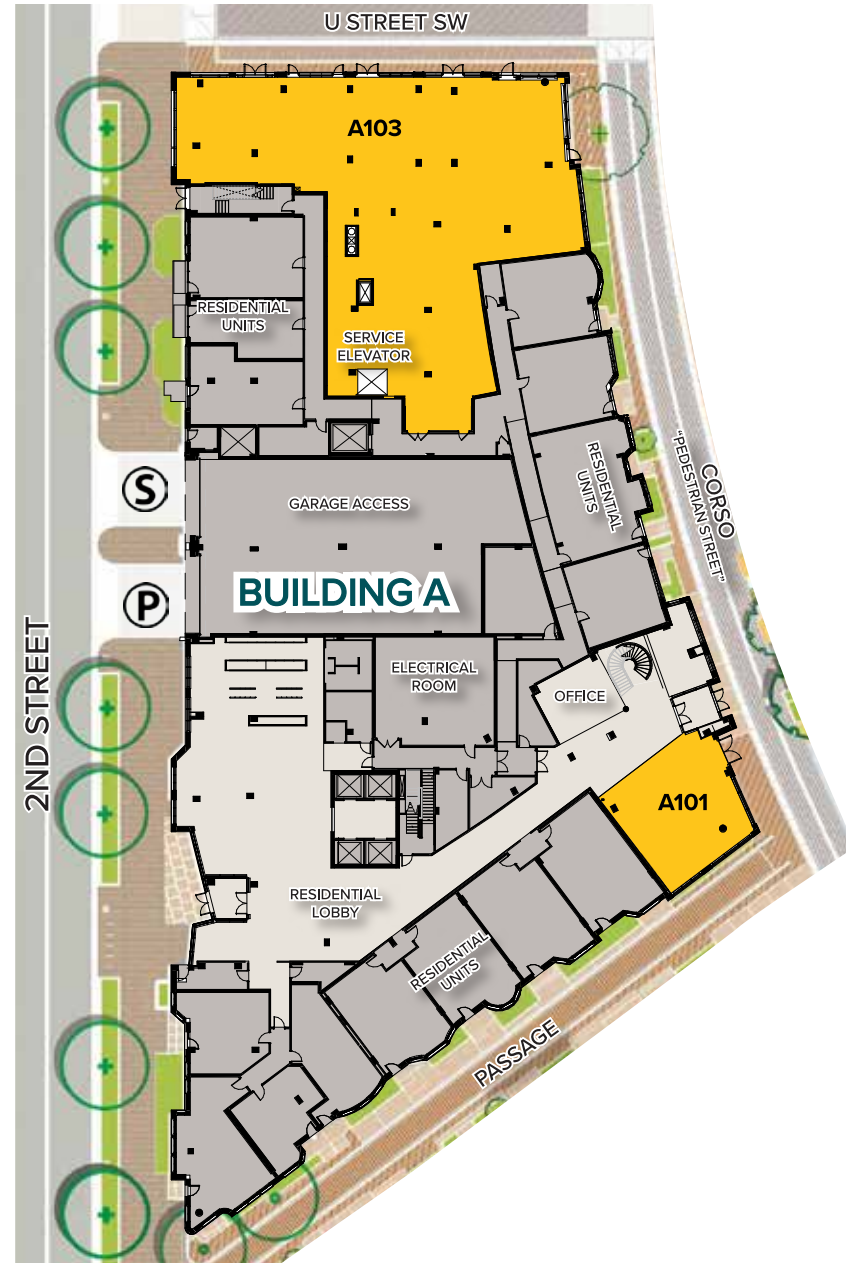 U STREET SW
A103
RESIDENTIAL
UNITS
SERVICE
ELEVATOR
CORSO
"PEDESTRIAN STREET"
RESIDENTIAL
UNITS
S
GARAGE ACCESS
BUILDING A
P
2ND STREET
ELECTRICAL
ROOM
OFFICE
A101
RESIDENTIAL
LOBBY
RESIDENTIAL
UNITS
PASSAGE